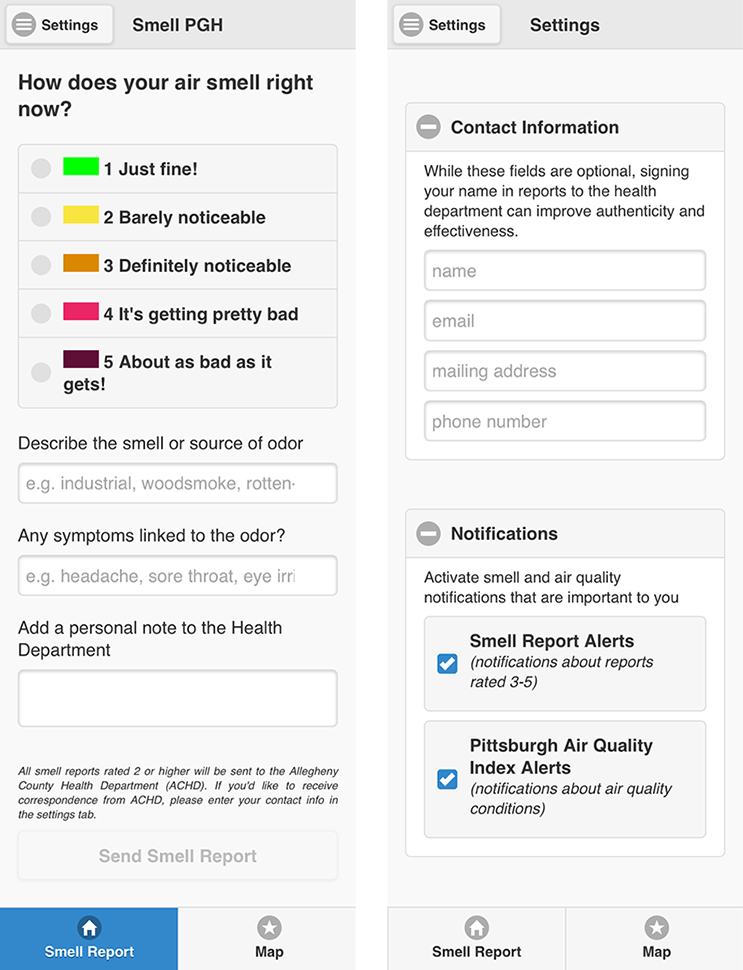 Settings
Smell PGH
How does your air smell right
now?
1 Just fine!
2 Barely noticeable
3 Definitely noticeable
4 It's getting pretty bad
5 About as bad as it
gets!
Describe the smell or source of odor
e.g. industrial, woodsmoke, rotten-
Any symptoms linked to the odor?
e.g. headache, sore throat, eye irri
Add a personal note to the Health
Department
All smell reports rated 2 or higher will be sent to the Allegheny
County Health Department (ACHD). If you'd like to receive
correspondence from ACHD, please enter your contact info in
the settings tab.
Send Smell Report
Smell Report
Map
Settings
Settings
Contact Information
While these fields are optional, signing
your name in reports to the health
department can improve authenticity and
effectiveness.
name
email
mailing address
phone number
Notifications
Activate smell and air quality
notifications that are important to you
Smell Report Alerts
(notifications about reports
rated 3-5)
Pittsburgh Air Quality
Index Alerts
(notifications about air quality
conditions)
Smell Report
Map